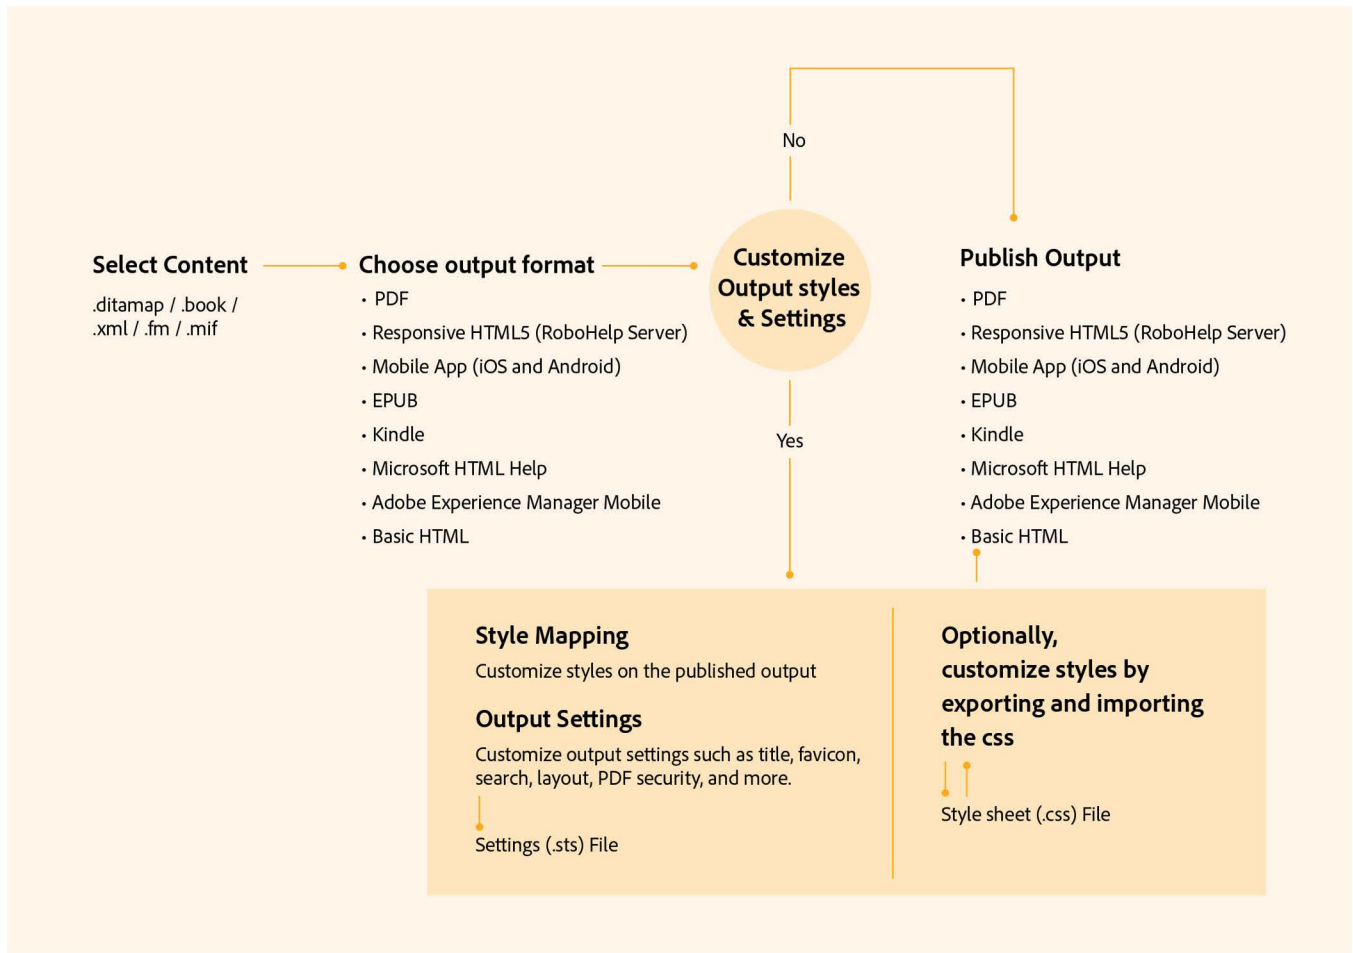 No
Select Content
.ditamap / .book /
.xml / .fm / .mif
Choose output format
• PDF
• Responsive HTML5 (RoboHelp Server)
• Mobile App (iOS and Android)
• EPUB
• Kindle
• Microsoft HTML Help
• Adobe Experience Manager Mobile
• Basic HTML
Customize
Output styles
& Settings
Yes
Publish Output
• PDF
• Responsive HTML5 (RoboHelp Server)
• Mobile App (iOS and Android)
• EPUB
• Kindle
• Microsoft HTML Help
• Adobe Experience Manager Mobile
• Basic HTML
Style Mapping
Customize styles on the published output
Output Settings
Customize output settings such as title, favicon,
search, layout, PDF security, and more.
Settings (.sts) File
Optionally,
customize styles by
exporting and importing
the css
Style sheet (.css) File